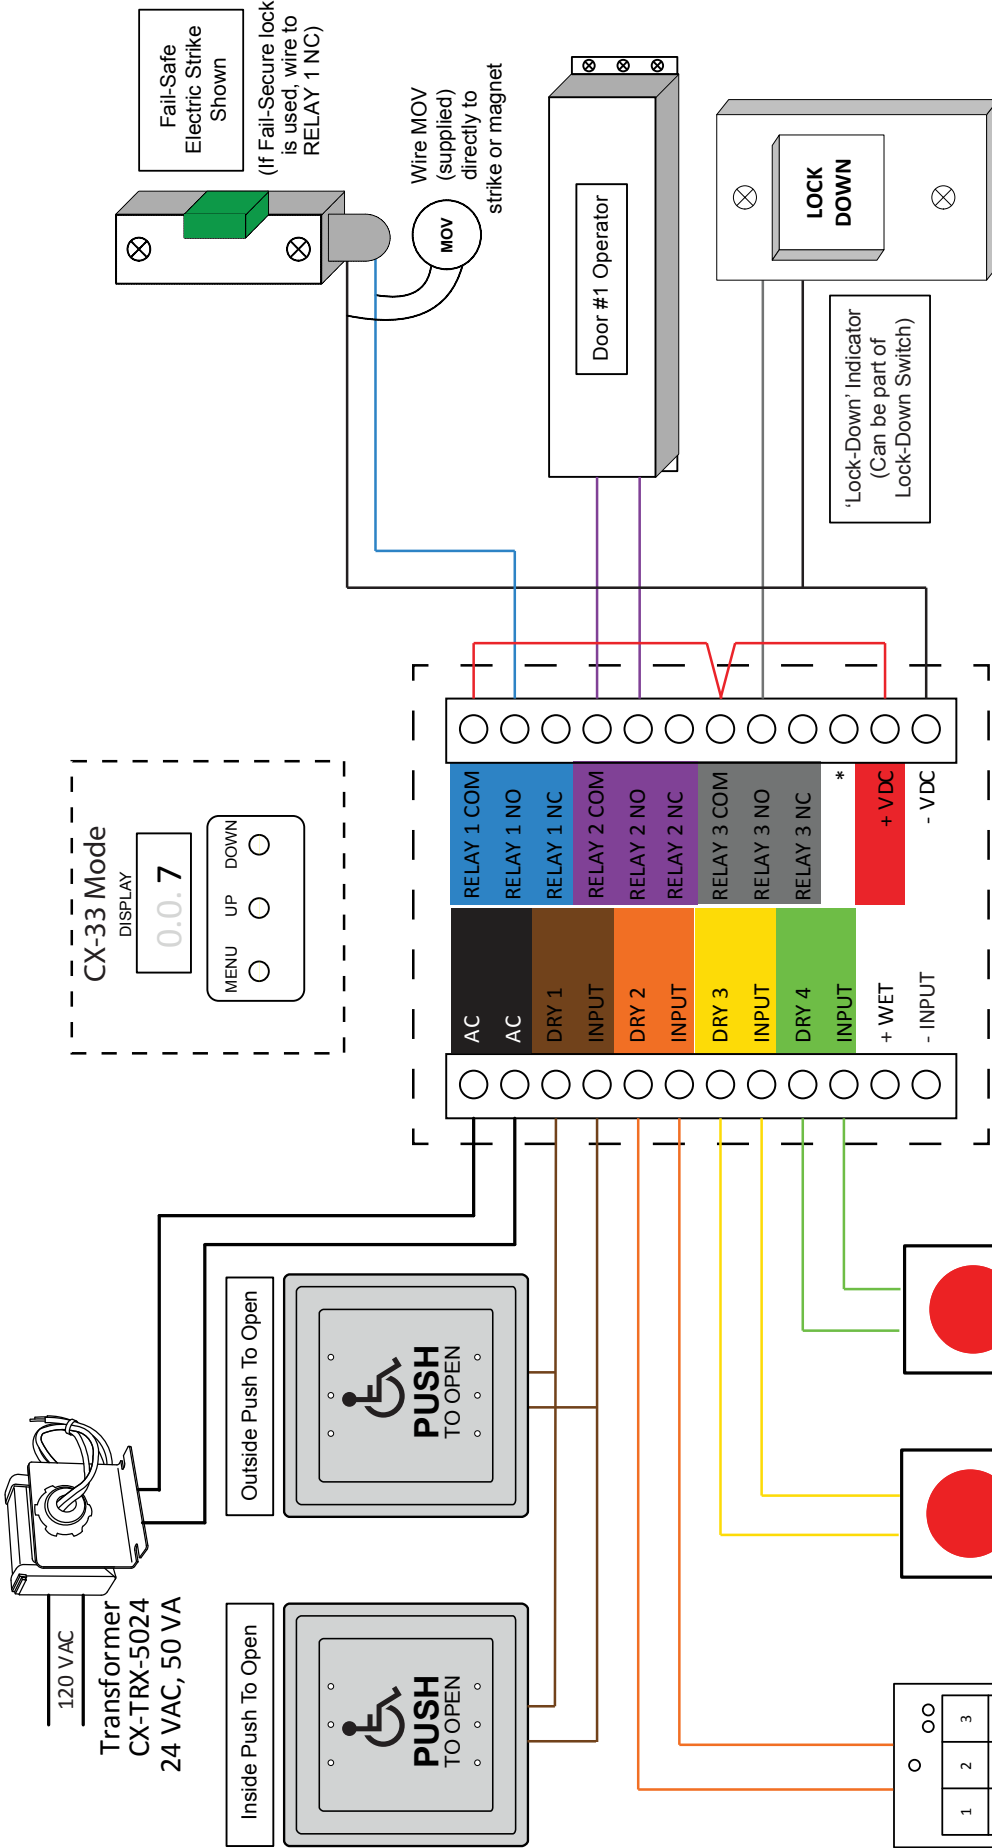 Fail-Safe
Electric Strike
Shown
(If Fail-Secure lock
is used, wire to
RELAY 1 NC)
Wire MOV
(supplied)
directly to
strike or magnet
MOV
Door #1 Operator
LOCK
DOWN
'Lock-Down' Indicator
(Can be part of
Lock-Down Switch)
CX-33 Mode
DISPLAY
0.0. 7
MENU UP DOWN
RELAY 1 COM
RELAY 1 NO
RELAY 1 NC
RELAY 2 COM
RELAY 2 NO
RELAY 2 NC
RELAY 3 COM
RELAY 3 NO
RELAY 3 NC
*
+ VDC
- VDC
AC
AC
DRY 1
INPUT
DRY 2
INPUT
DRY 3
INPUT
DRY 4
INPUT
+ WET
- INPUT
120 VAC
Transformer
CX-TRX-5024
24 VAC, 50 VA
Outside Push To Open
PUSH
TO OPEN
Inside Push To Open
PUSH
TO OPEN
1 2 3